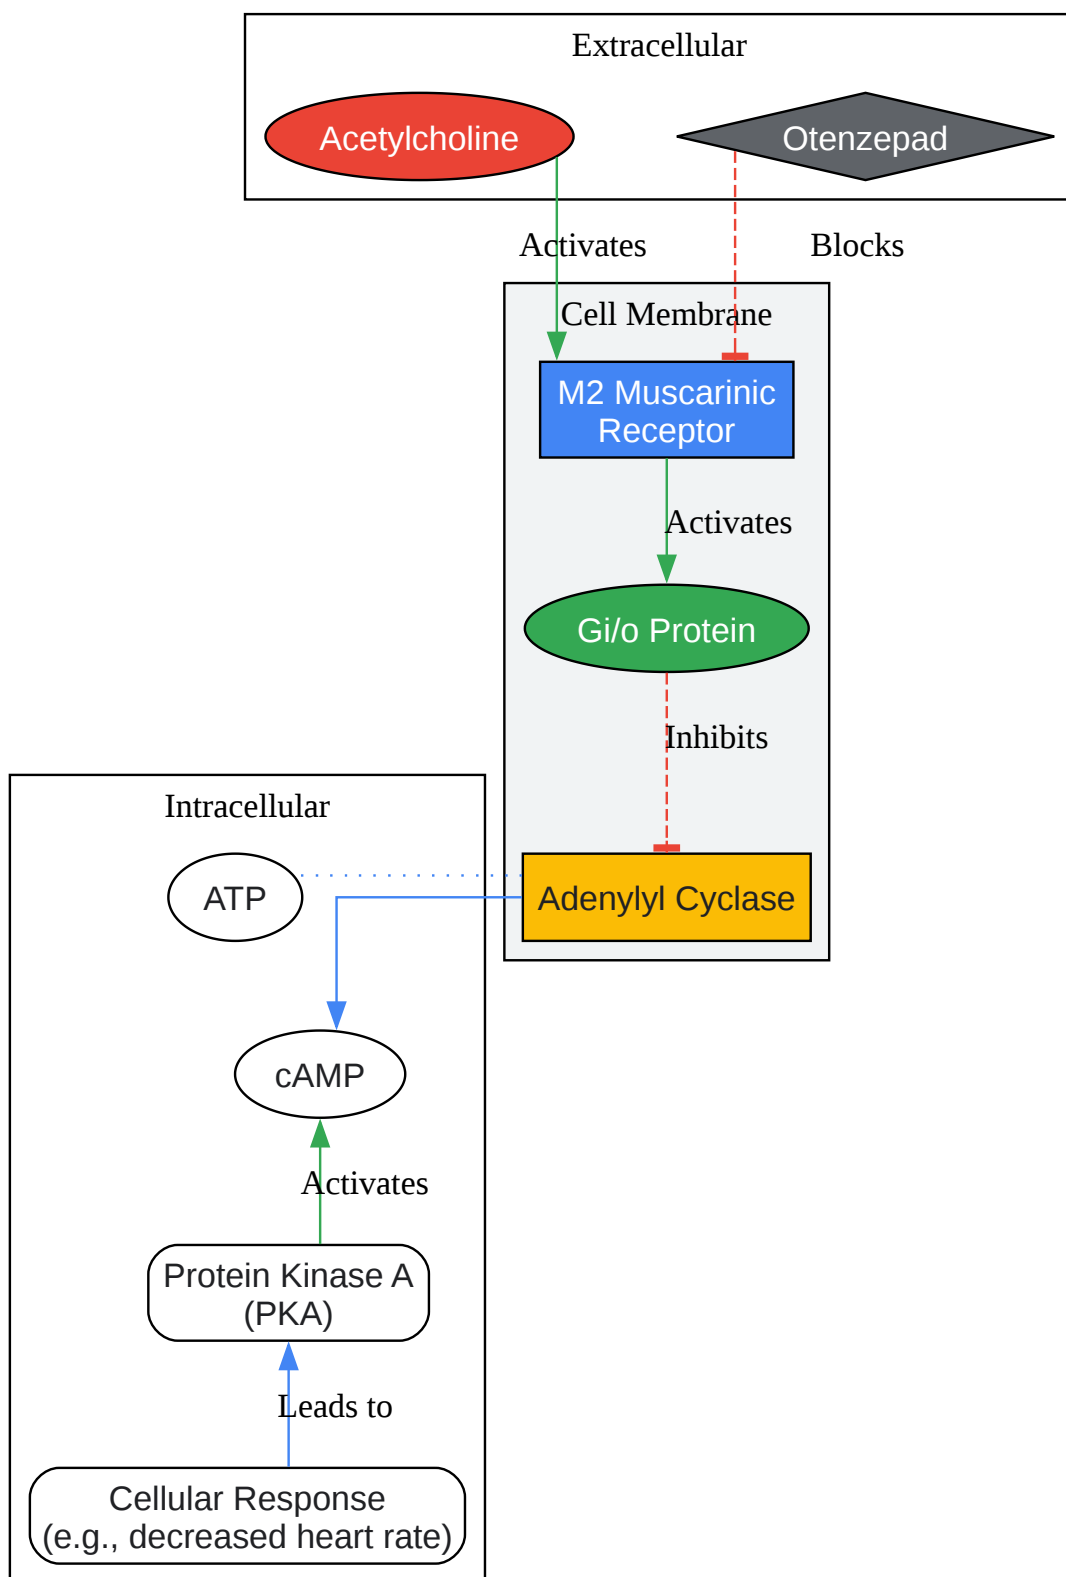 Extracellular
Acetylcholine
Otenzepad
Activates
Blocks
Cell Membrane
M2 Muscarinic
Receptor
Activates
Gi/o Protein
Inhibits
Intracellular
ATP
Adenylyl Cyclase
cAMP
Activates
Protein Kinase A
(PKA)
Leads to
Cellular Response
(e.g., decreased heart rate)